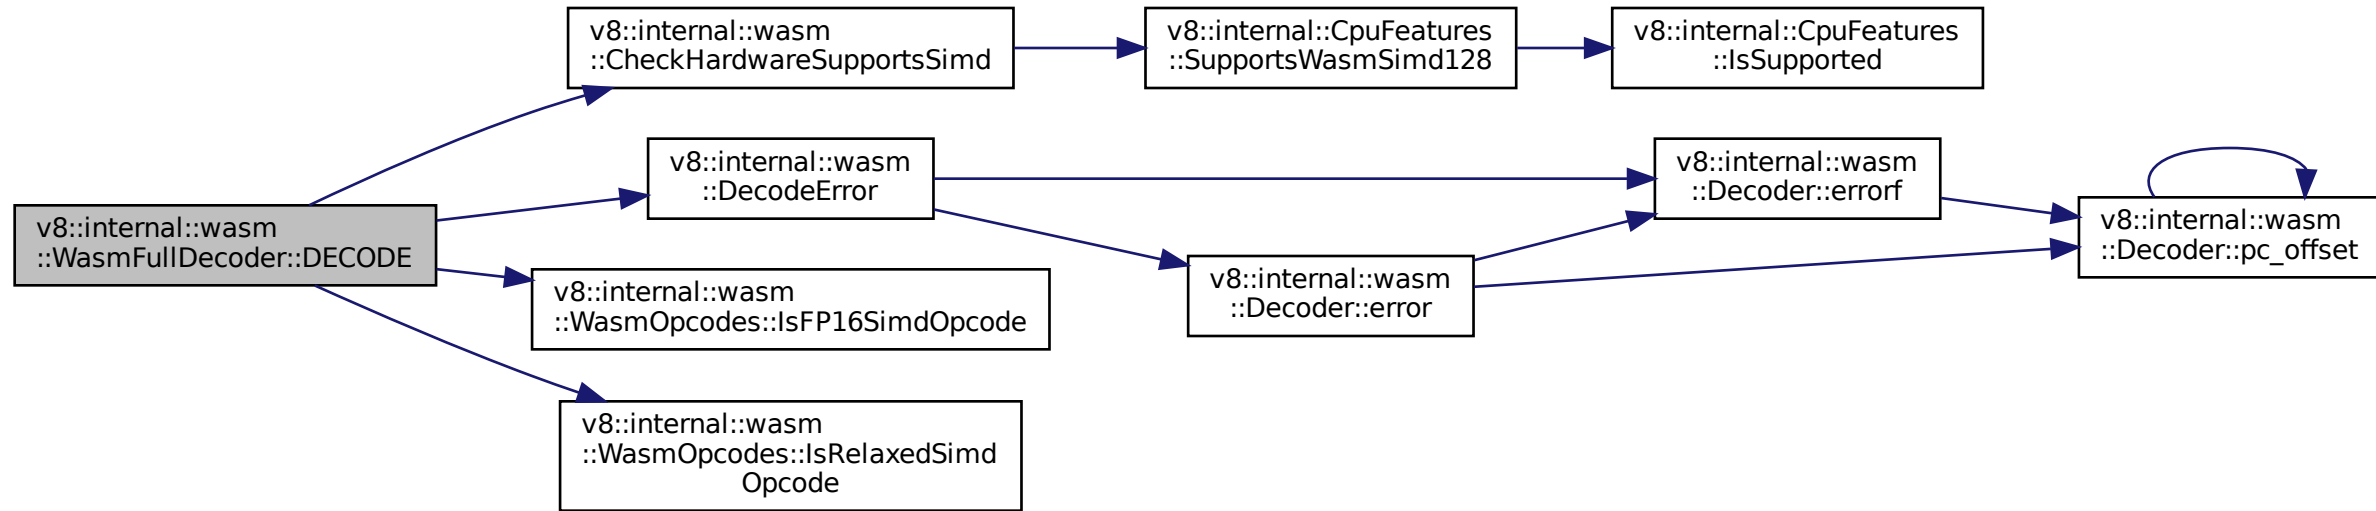 v8::internal::wasm
::WasmFullDecoder::DECODE
v8::internal::wasm
::CheckHardwareSupportsSimd
v8::internal::CpuFeatures
::SupportsWasmSimd128
v8::internal::CpuFeatures
::IsSupported
v8::internal::wasm
::DecodeError
v8::internal::wasm
::Decoder::errorf
v8::internal::wasm
::Decoder::pc_offset
v8::internal::wasm
::Decoder::error
v8::internal::wasm
::WasmOpcodes::IsFP16SimdOpcode
v8::internal::wasm
::WasmOpcodes::IsRelaxedSimd
Opcode